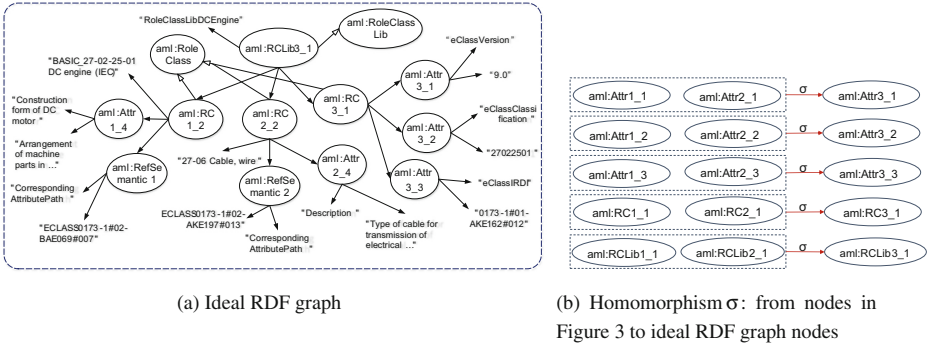 "RoleClassLibDCEngine"
aml:RCLib3_1
aml:RoleClass
Lib
aml:Role
Class
"eClassVersion"
"BASIC_27-02-25-01
DC engine (IEC)"
aml:Attr
3_1
"9.0"
"Construction
form of DC
motor"
aml:Attr
1_4
aml:RC
1_2
aml:RC
2_2
aml:RC
3_1
"eClassClassi
fication"
aml:Attr
3_2
"Arrangement
of machine
parts in ..."
"27-06 Cable, wire"
aml:Attr
2_4
"27022501"
aml:RefSe
mantic 1
aml:RefSe
mantic 2
aml:Attr
3_3
"eClassIRDI"
"Corresponding
AttributePath"
ECLASS0173-1#02-
AKE197#013"
"Description"
"0173-1#01-
AKE162#012"
"ECLASS0173-1#02-
BAE069#007"
"Corresponding
AttributePath"
"Type of cable for
transmission of
electrical ..."
(a) Ideal RDF graph
aml:Attr1_1 aml:Attr2_1 σ aml:Attr3_1
aml:Attr1_2 aml:Attr2_2 σ aml:Attr3_2
aml:Attr1_3 aml:Attr2_3 σ aml:Attr3_3
aml:RC1_1 aml:RC2_1 σ aml:RC3_1
aml:RCLib1_1 aml:RCLib2_1 σ aml:RCLib3_1
(b) Homomorphism σ: from nodes in
Figure 3 to ideal RDF graph nodes